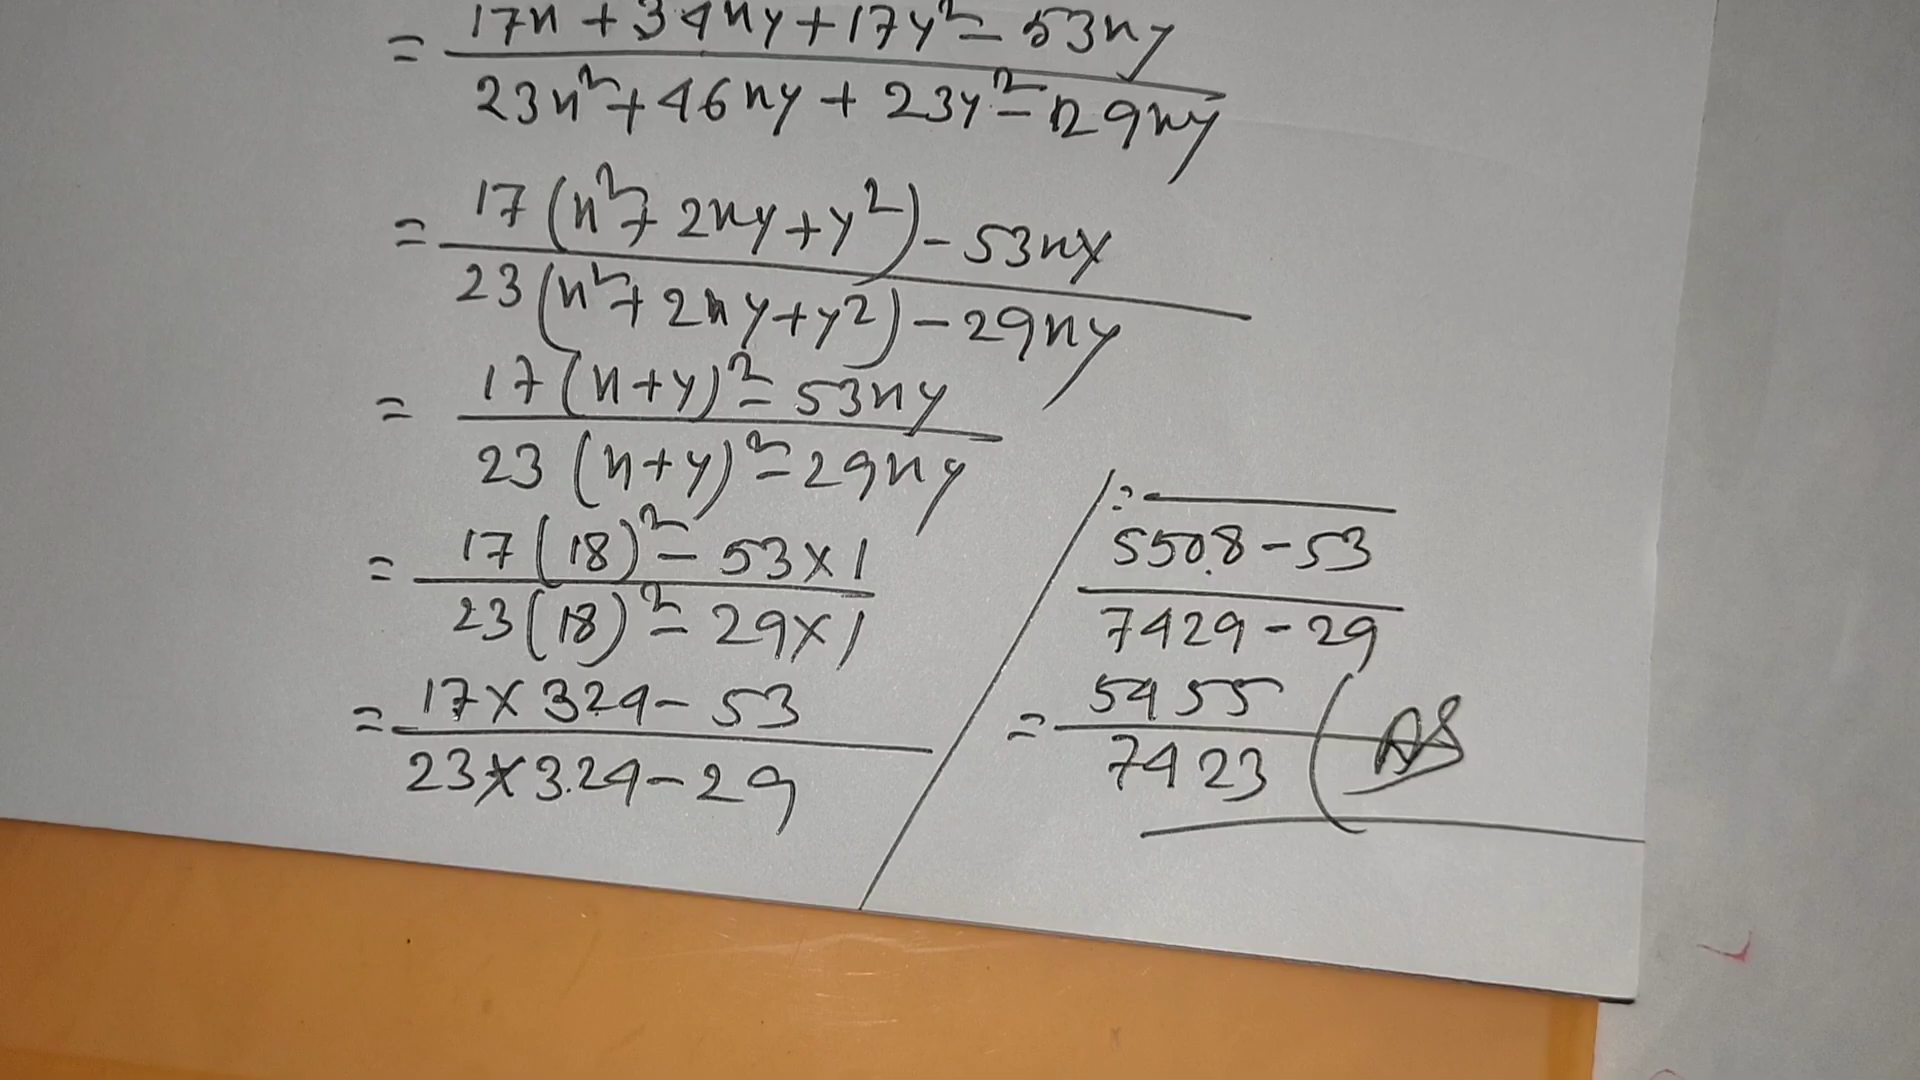 = 17x + 34xy + 17y² - 53xy
23x² + 46xy + 23y² - 29xy
= 17(x² + 2xy + y²) - 53xy
23(x² + 2xy + y²) - 29xy
= 17(x+y)² - 53xy
23(x+y)² - 29xy
= 17(18)² - 53×1
23(18)² - 29×1
= 17×324 - 53
23×324 - 29
=
5508 - 53
7429 - 29
= 5455
7423